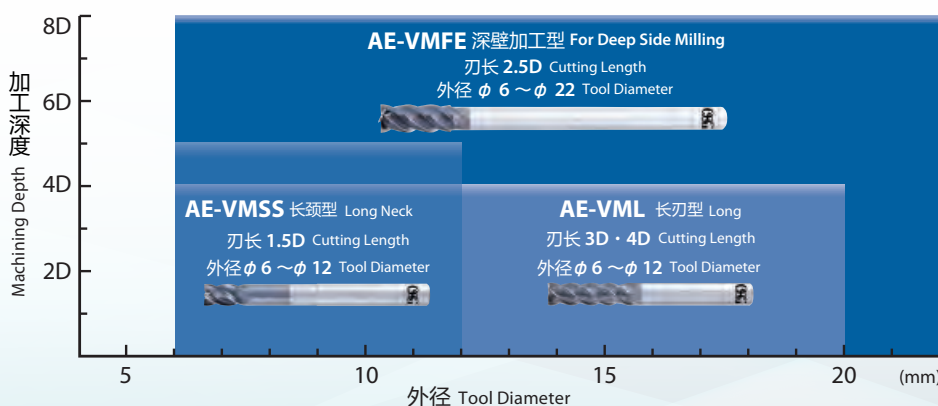 8D
6D
4D
2D
加工深度
Machining Depth
AE-VMFE 深壁加工型 For Deep Side Milling
刃长 2.5D Cutting Length
外径 φ 6 ～φ 22 Tool Diameter
OSG
AE-VMSS 长颈型 Long Neck
刃长 1.5D Cutting Length
外径 φ 6 ～φ 12 Tool Diameter
OSG
AE-VML 长刃型 Long
刃长 3D・4D Cutting Length
外径 φ 6 ～φ 12 Tool Diameter
OSG
5 10 15 20 (mm)
外径 Tool Diameter